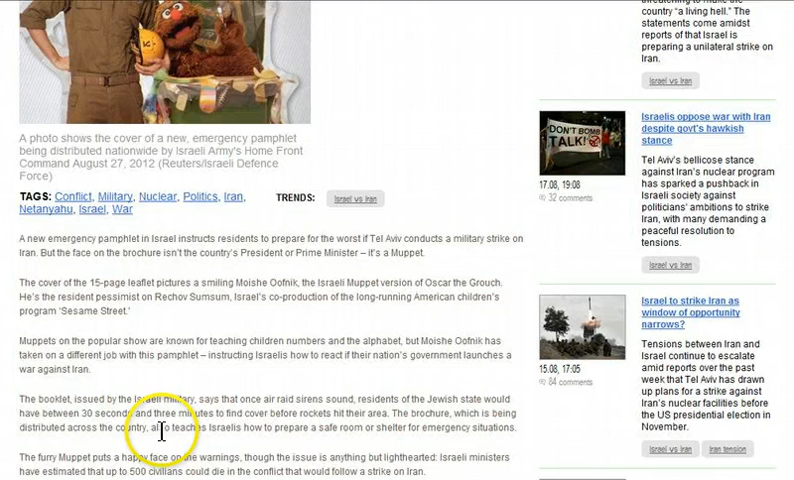 A photo shows the cover of a new, emergency pamphlet
being distributed nationwide by Israeli Army's Home Front
Command August 27, 2012 (Reuters/Israeli Defence
Force)
TAGS: Conflict, Military, Nuclear, Politics, Iran,
Netanyahu, Israel, War
TRENDS: Israel vs Iran
A new emergency pamphlet in Israel instructs residents to prepare for the worst if Tel Aviv conducts a military strike on
Iran. But the face on the brochure isn't the country's President or Prime Minister – it's a Muppet.
The cover of the 15-page leaflet pictures a smiling Moishe Oofnik, the Israeli Muppet version of Oscar the Grouch.
He's the resident pessimist on Rechov Sumsum, Israel's co-production of the long-running American children's
program 'Sesame Street.'
Muppets on the popular show are known for teaching children numbers and the alphabet, but Moishe Oofnik has
taken on a different job with this pamphlet – instructing Israelis how to react if their nation's government launches a
war against Iran.
The booklet, issued by the Israeli military, says that once air raid sirens sound, residents of the Jewish state would
have between 30 seconds and three minutes to find cover before rockets hit their area. The brochure, which is being
distributed across the country, also teaches Israelis how to prepare a safe room or shelter for emergency situations.
The furry Muppet puts a happy face on the warnings, though the issue is anything but lighthearted: Israeli ministers
have estimated that up to 500 civilians could die in the conflict that would follow a strike on Iran.
threatening to make the
country "a living hell." The
statements come amidst
reports of that Israel is
preparing a unilateral strike on
Iran.
Israel vs Iran
DON'T BOMB
TALK!
17.08, 19:08
32 comments
Israelis oppose war with Iran
despite govt's hawkish
stance
Tel Aviv's bellicose stance
against Iran's nuclear program
has sparked a pushback in
Israeli society against
politicians' ambitions to strike
Iran, with many demanding a
peaceful resolution to
tensions.
Israel vs Iran
15.08, 17:05
84 comments
Israel to strike Iran as
window of opportunity
narrows?
Tensions between Iran and
Israel continue to escalate
amid reports over the past
week that Tel Aviv has drawn
up plans for a strike against
Iran's nuclear facilities before
the US presidential election in
November.
Israel vs Iran
Iran tension